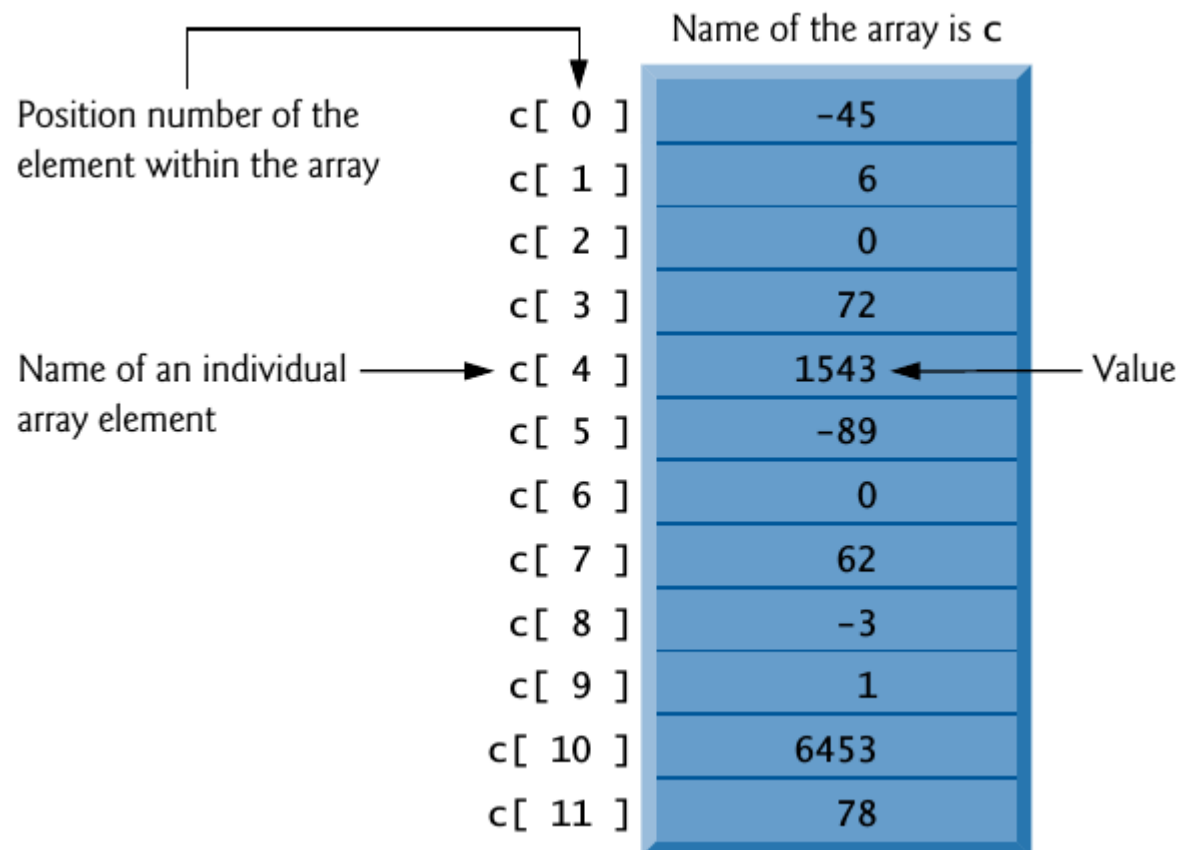 Name of the array is c
Position number of the
element within the array
c[ 0 ] -45
c[ 1 ] 6
c[ 2 ] 0
c[ 3 ] 72
Name of an individual
array element
c[ 4 ] 1543
Value
c[ 5 ] -89
c[ 6 ] 0
c[ 7 ] 62
c[ 8 ] -3
c[ 9 ] 1
c[ 10 ] 6453
c[ 11 ] 78